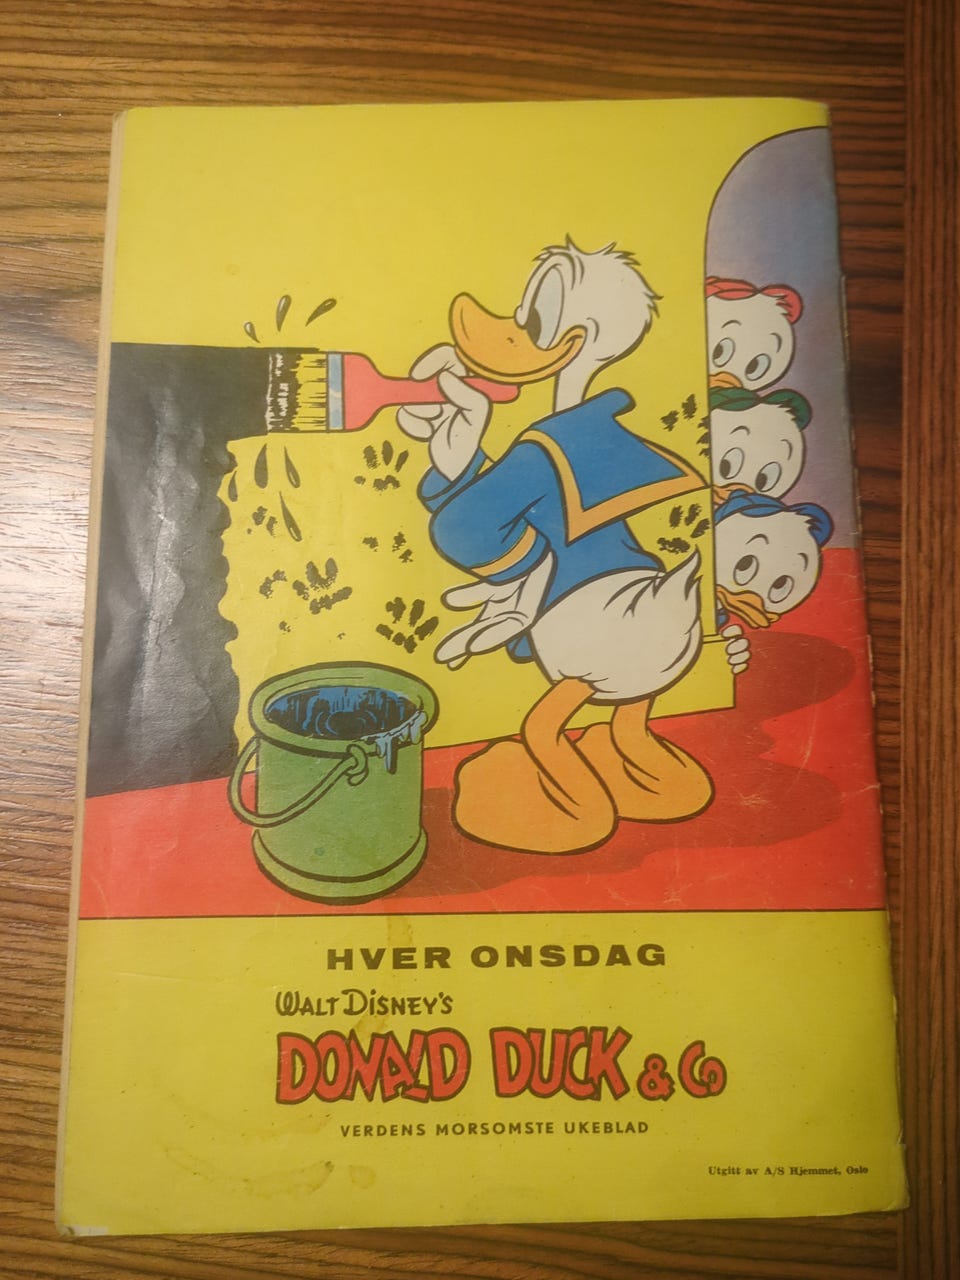 HVER ONSDAG
WALT DISNEY'S
DONALD DUCK & Co
VERDENS MORSOMSTE UKEBLAD
Utgitt av A/S Hjemmet, Oslo